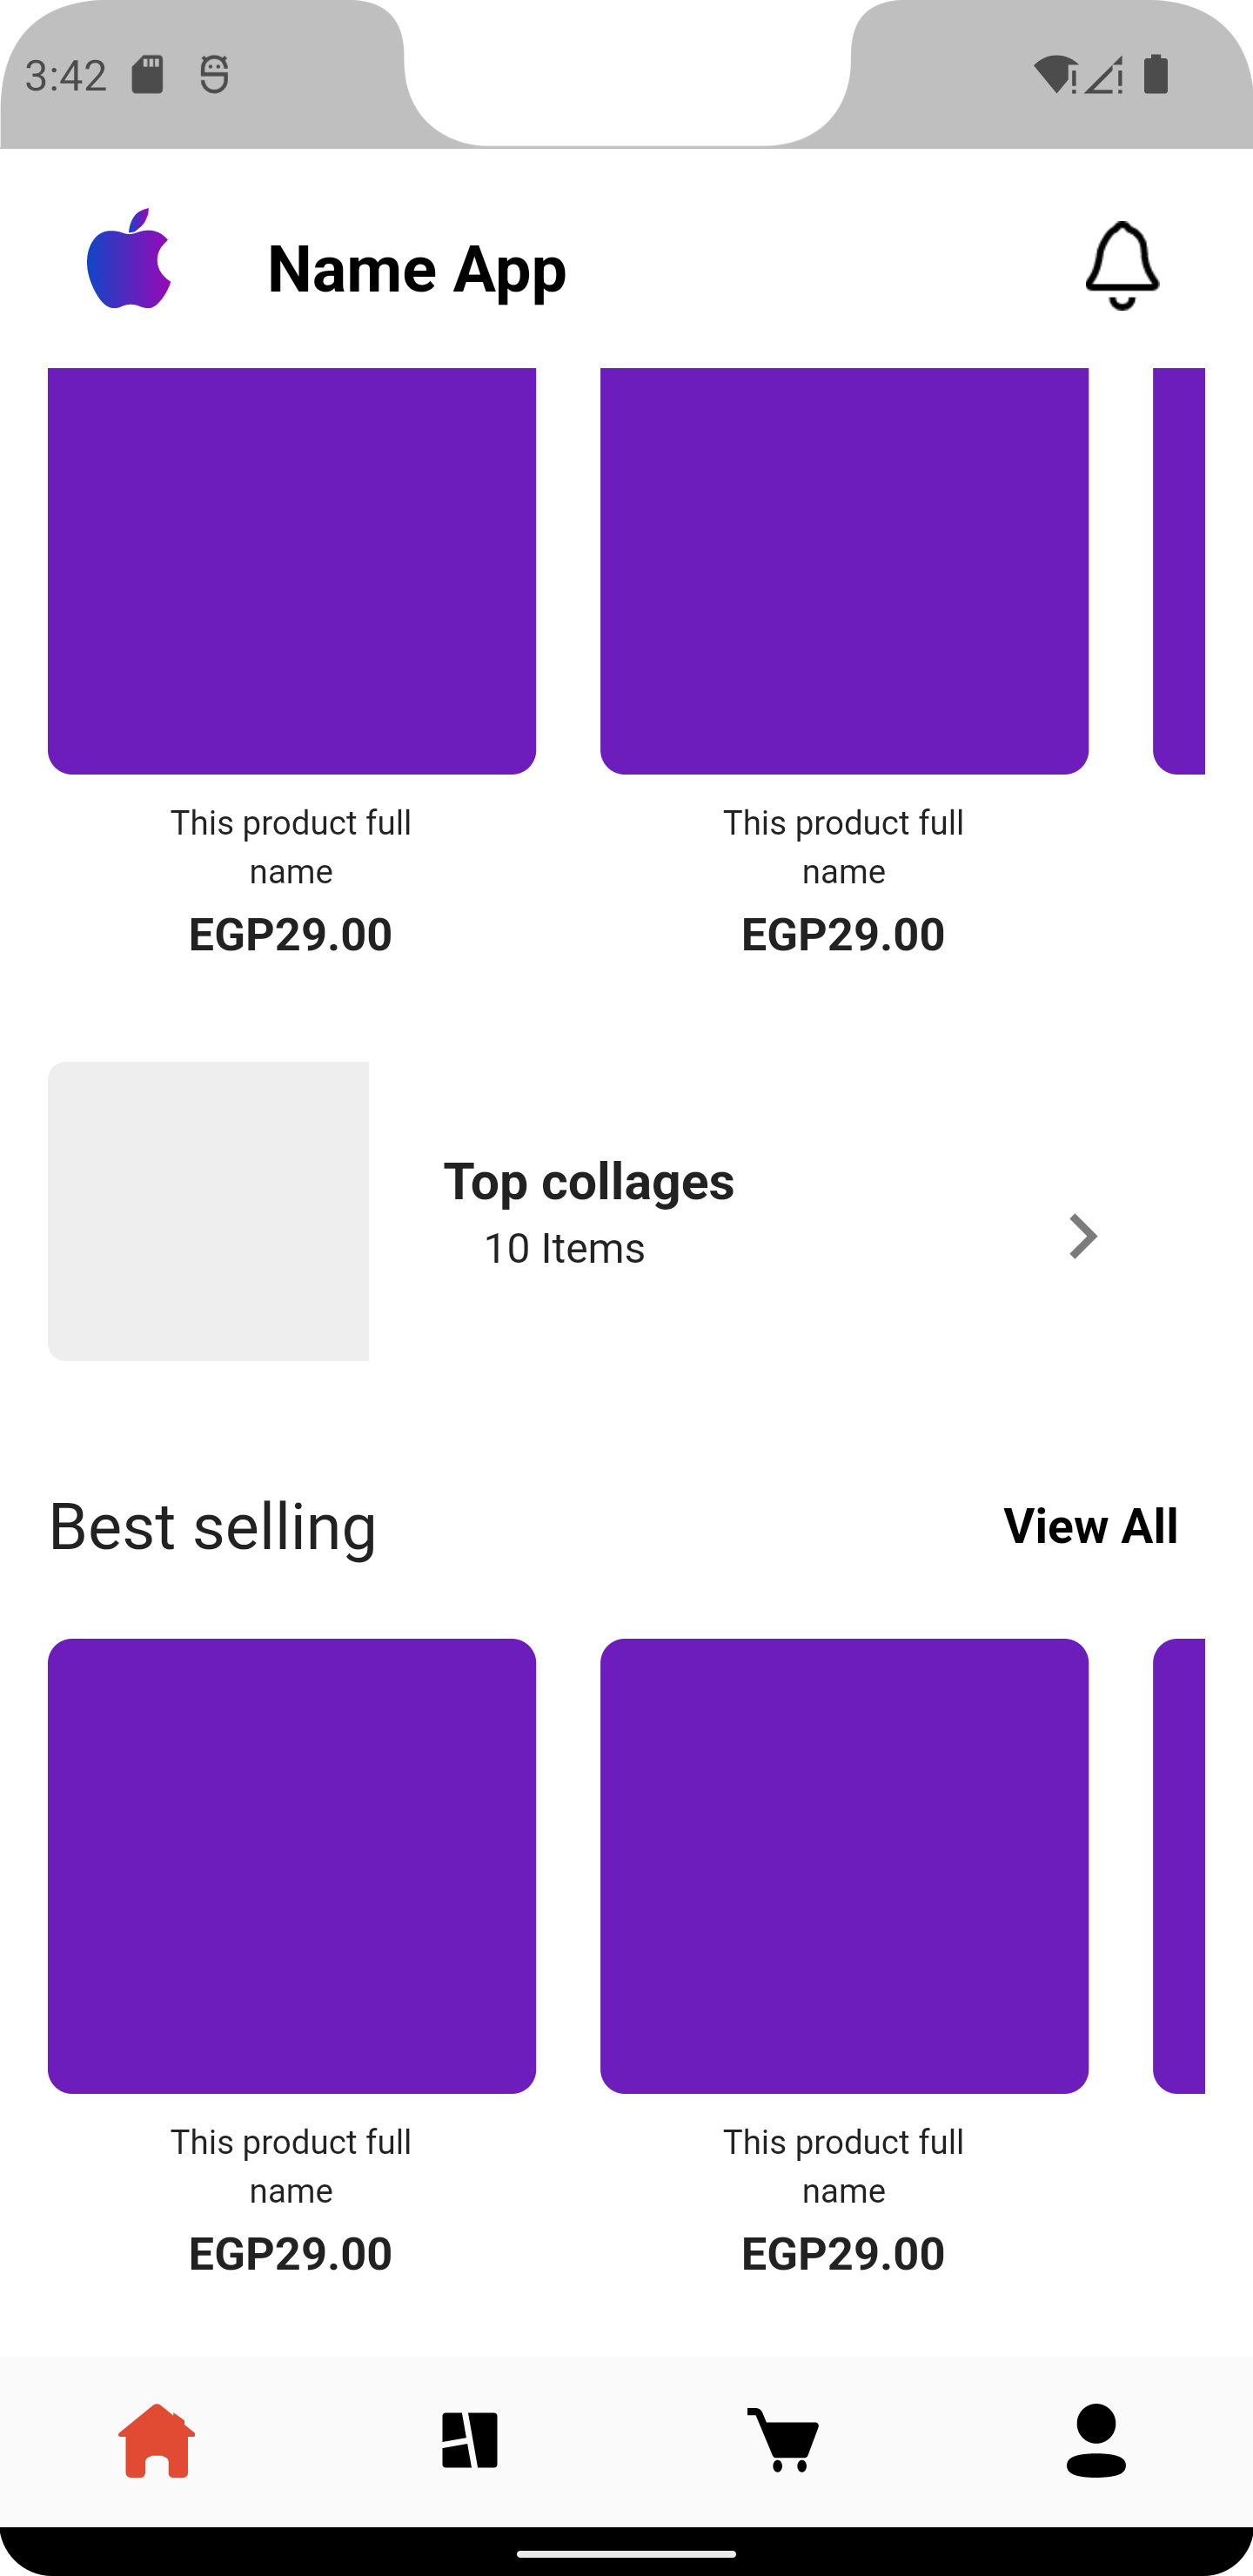 3:42
Name App
This product full
name
EGP29.00
This product full
name
EGP29.00
Top collages
10 Items
Best selling
View All
This product full
name
EGP29.00
This product full
name
EGP29.00